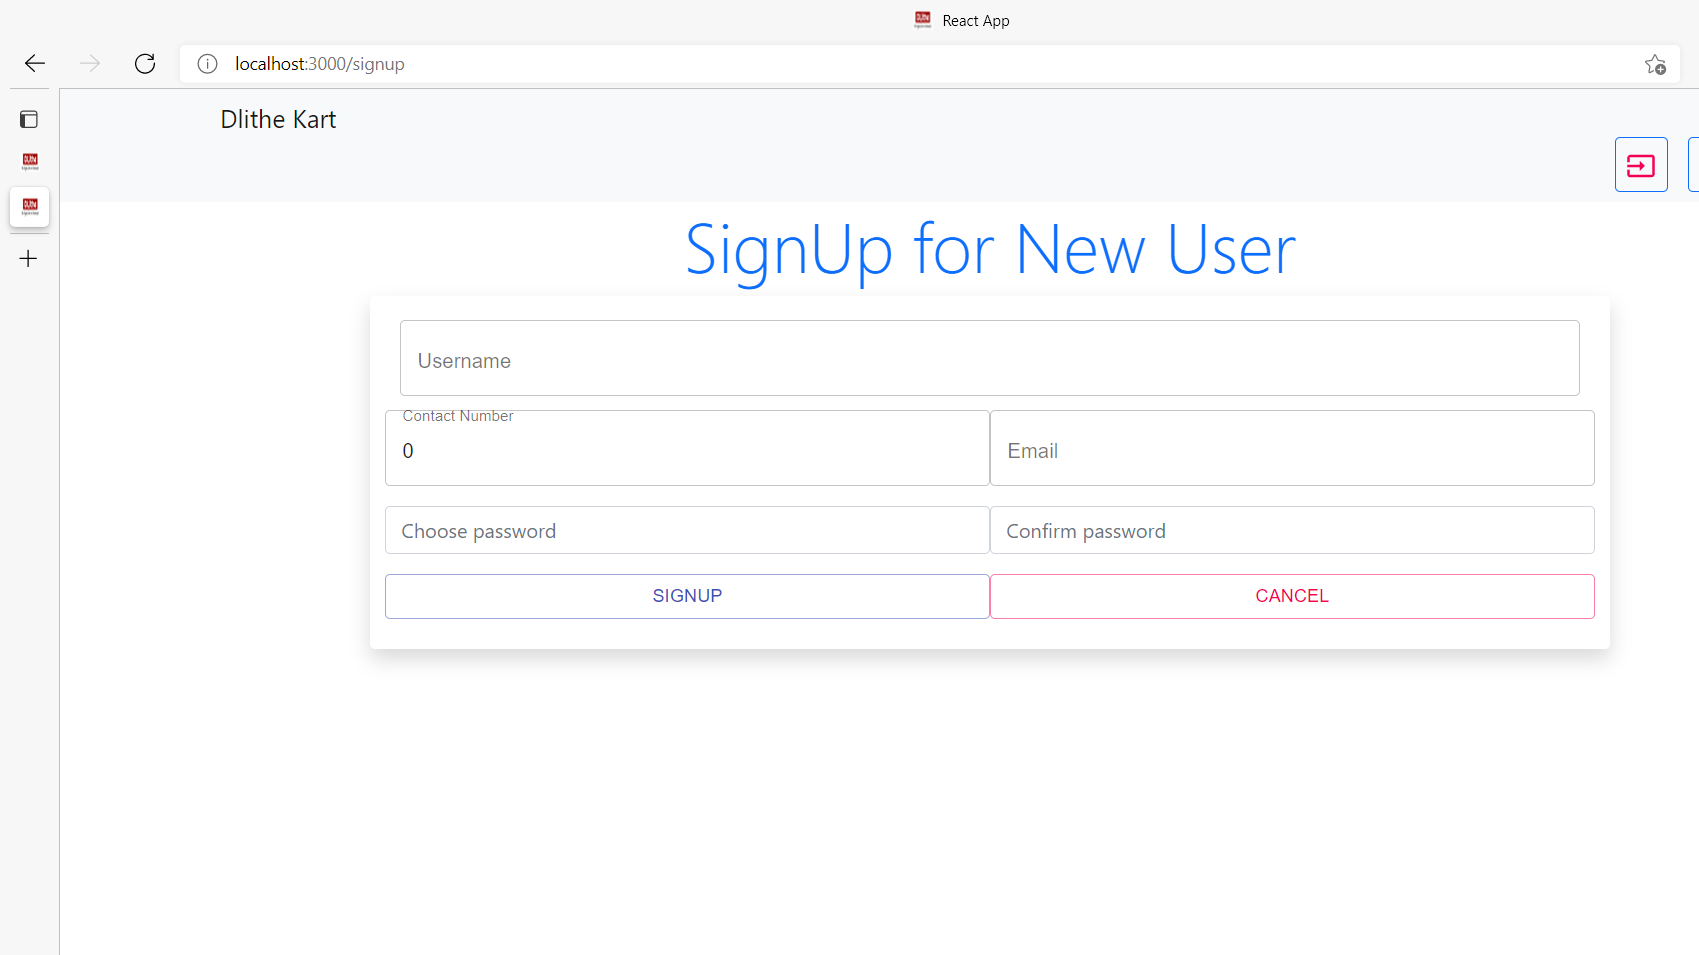 React App
localhost:3000/signup
Dlithe Kart
SignUp for New User
Username
Contact Number
0
Email
Choose password
Confirm password
SIGNUP
CANCEL